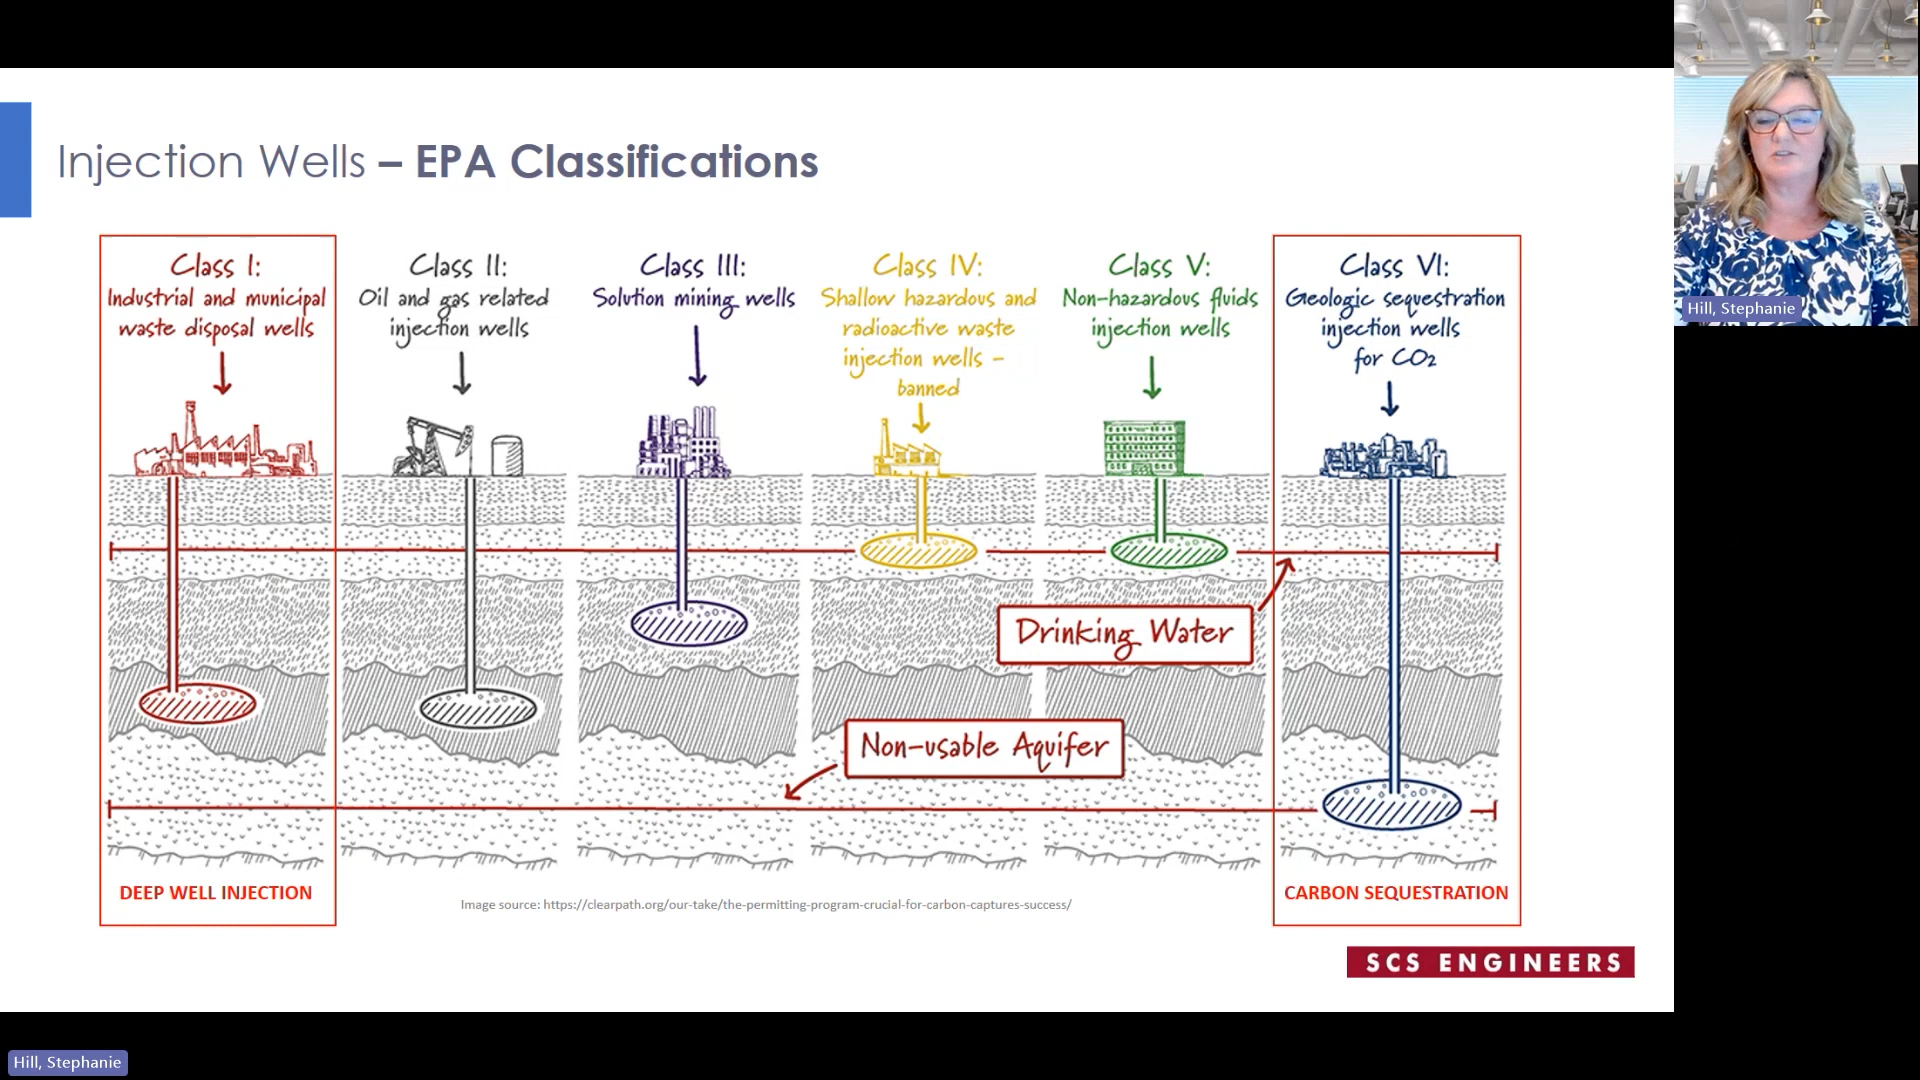 Injection Wells – EPA Classifications
Class I:
Industrial and municipal
waste disposal wells
Class II:
Oil and gas related
injection wells
Class III:
Solution mining wells
Class IV:
Shallow hazardous and
radioactive waste
injection wells –
banned
Class V:
Non-hazardous fluids
injection wells
Class VI:
Geologic sequestration
injection wells
for CO2
Drinking Water
Non-usable Aquifer
DEEP WELL INJECTION
CARBON SEQUESTRATION
Image source: https://clearpath.org/our-take/the-permitting-program-crucial-for-carbon-captures-success/
SCS ENGINEERS
Hill, Stephanie
Hill, Stephanie